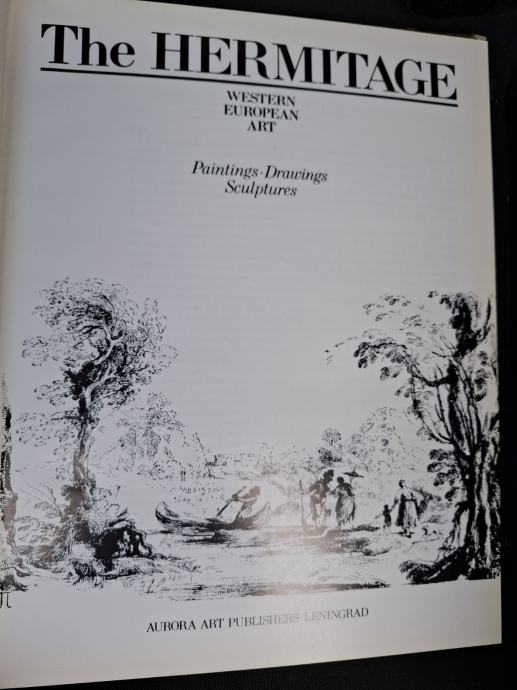 The HERMITAGE
WESTERN
EUROPEAN
ART
Paintings·Drawings
Sculptures
AURORA ART PUBLISHERS·LENINGRAD